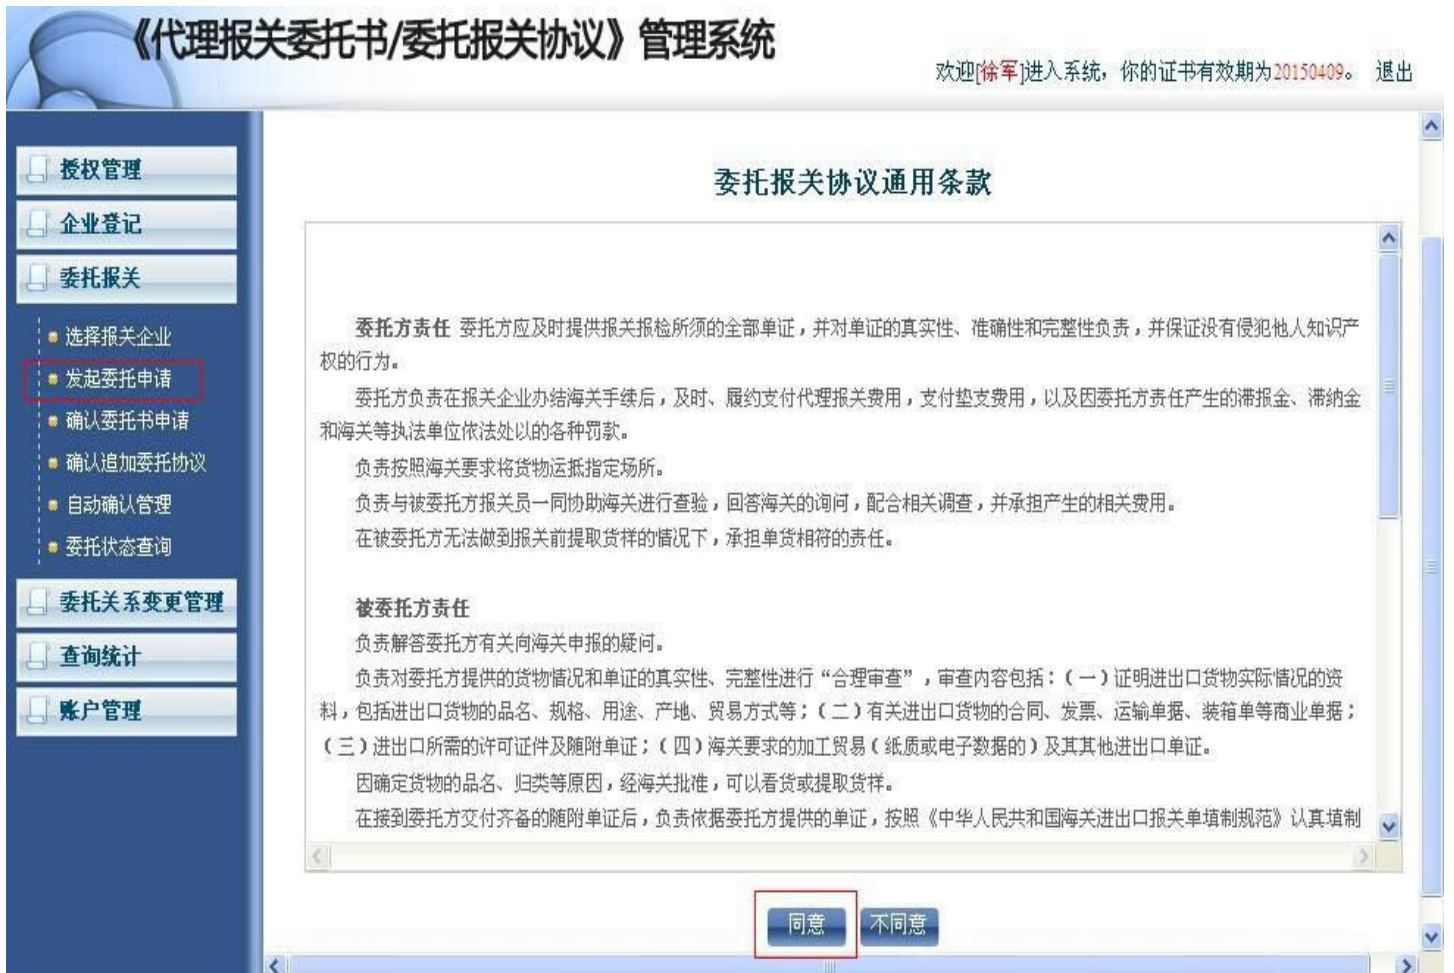 《代理报关委托书/委托报关协议》管理系统
欢迎[徐军]进入系统，你的证书有效期为20150409。 退出
授权管理
企业登记
委托报关
选择报关企业
发起委托申请
确认委托书申请
确认追加委托协议
自动确认管理
委托状态查询
委托关系变更管理
查询统计
账户管理
委托报关协议通用条款
委托方责任 委托方应及时提供报关报检所须的全部单证，并对单证的真实性、准确性和完整性负责，并保证没有侵犯他人知识产
权的行为。
委托方负责在报关企业办结海关手续后，及时、履约支付代理报关费用，支付垫支费用，以及因委托方责任产生的滞报金、滞纳金
和海关等执法单位依法处以的各种罚款。
负责按照海关要求将货物运抵指定场所。
负责与被委托方报关员一同协助海关进行查验，回答海关的询问，配合相关调查，并承担产生的相关费用。
在被委托方无法做到报关前提取货样的情况下，承担单货相符的责任。
被委托方责任
负责解答委托方有关向海关申报的疑问。
负责对委托方提供的货物情况和单证的真实性、完整性进行“合理审查”，审查内容包括：（一）证明进出口货物实际情况的资
料，包括进出口货物的品名、规格、用途、产地、贸易方式等；（二）有关进出口货物的合同、发票、运输单据、装箱单等商业单据；
（三）进出口所需的许可证件及随附单证；（四）海关要求的加工贸易（纸质或电子数据的）及其其他进出口单证。
因确定货物的品名、归类等原因，经海关批准，可以看货或提取货样。
在接到委托方交付齐备的随附单证后，负责依据委托方提供的单证，按照《中华人民共和国海关进出口报关单填制规范》认真填制
同意
不同意